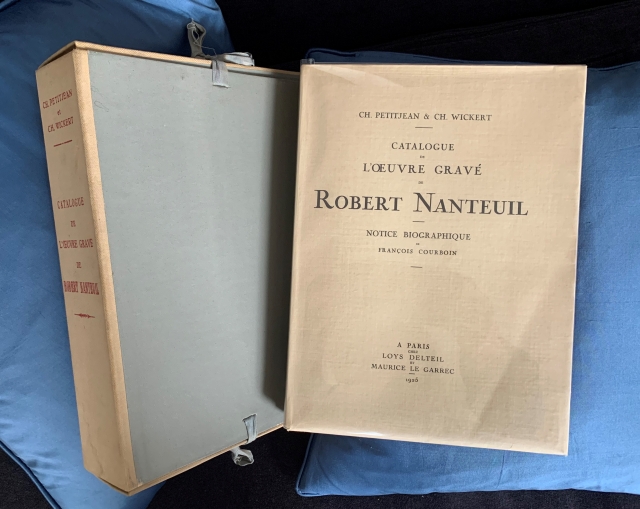 CH. PETITJEAN
ET
CH. WICKERT
CATALOGUE
DE
L'ŒUVRE GRAVÉ
DE
ROBERT NANTEUIL
CH. PETITJEAN & CH. WICKERT
CATALOGUE
DE
L'ŒUVRE GRAVÉ
DE
ROBERT NANTEUIL
NOTICE BIOGRAPHIQUE
DE
FRANÇOIS COURBOIN
A PARIS
CHEZ
LOYS DELTEIL
ET
MAURICE LE GARREC
1925